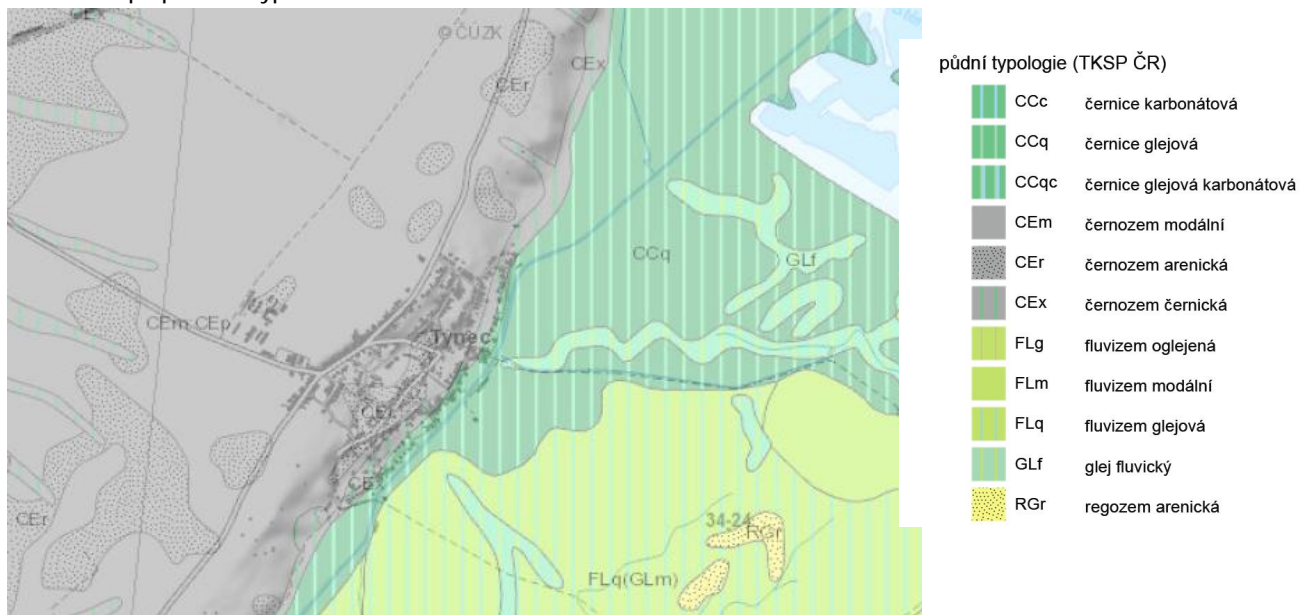 © ČÚZK
CEx
CEr
CCq
GLf
CEm-CEp
Týnec
CEr
CEx
CEr
34-24
RGr
FLq(GLm)
půdní typologie (TKSP ČR)
CCc černice karbonátová
CCq černice glejová
CCqc černice glejová karbonátová
CEm černozem modální
CEr černozem arenická
CEx černozem černická
FLg fluvizem oglejená
FLm fluvizem modální
FLq fluvizem glejová
GLf glej fluvický
RGr regozem arenická